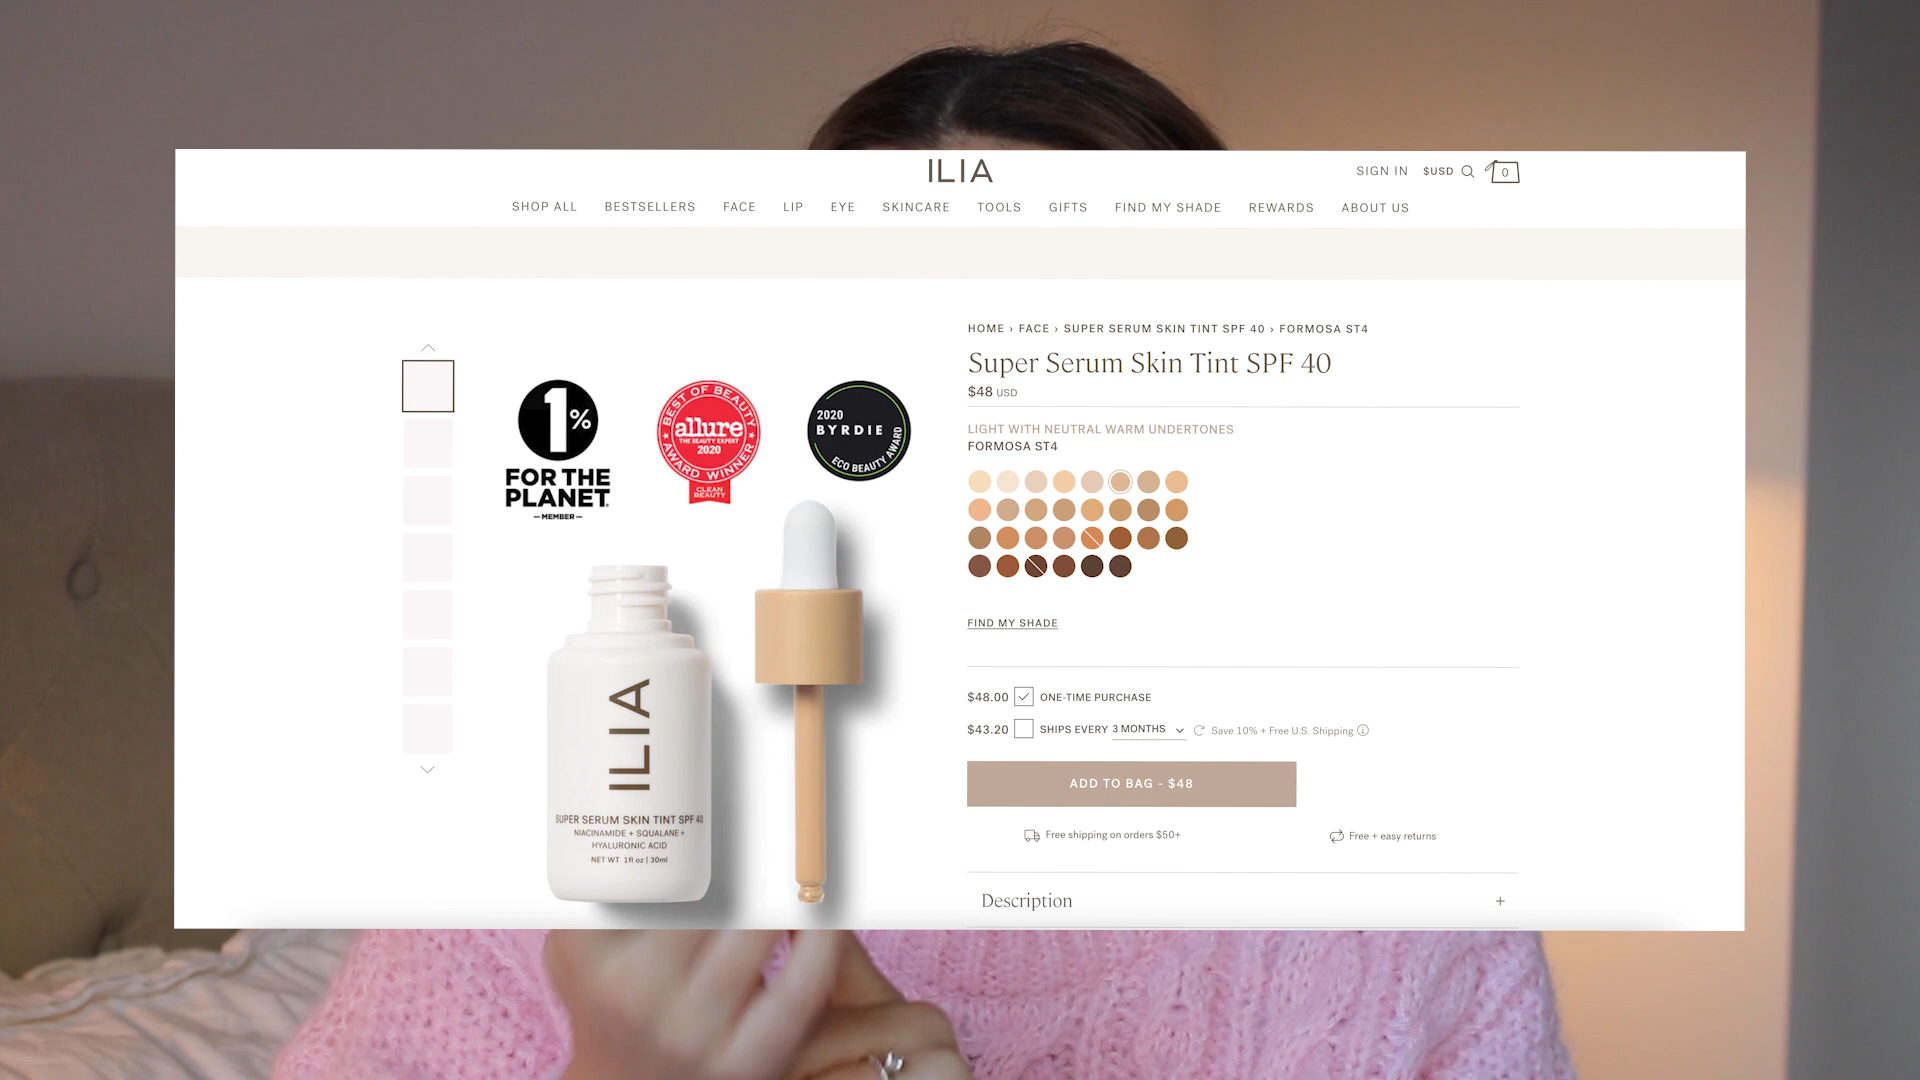 ILIA
SIGN IN $USD 0
SHOP ALL BESTSELLERS FACE LIP EYE SKINCARE TOOLS GIFTS FIND MY SHADE REWARDS ABOUT US
HOME › FACE › SUPER SERUM SKIN TINT SPF 40 › FORMOSA ST4
Super Serum Skin Tint SPF 40
$48 USD
LIGHT WITH NEUTRAL WARM UNDERTONES
FORMOSA ST4
FIND MY SHADE
$48.00 ONE-TIME PURCHASE
$43.20 SHIPS EVERY 3 MONTHS Save 10% + Free U.S. Shipping
ADD TO BAG - $48
Free shipping on orders $50+
Free + easy returns
Description +
1%
FOR THE
PLANET.
MEMBER
BEST OF BEAUTY
allure
THE BEAUTY EXPERT
2020
AWARD WINNER
CLEAN
BEAUTY
2020
BYRDIE
ECO BEAUTY AWARD
ILIA
SUPER SERUM SKIN TINT SPF 40
NIACINAMIDE + SQUALANE +
HYALURONIC ACID
NET WT 1fl oz | 30ml